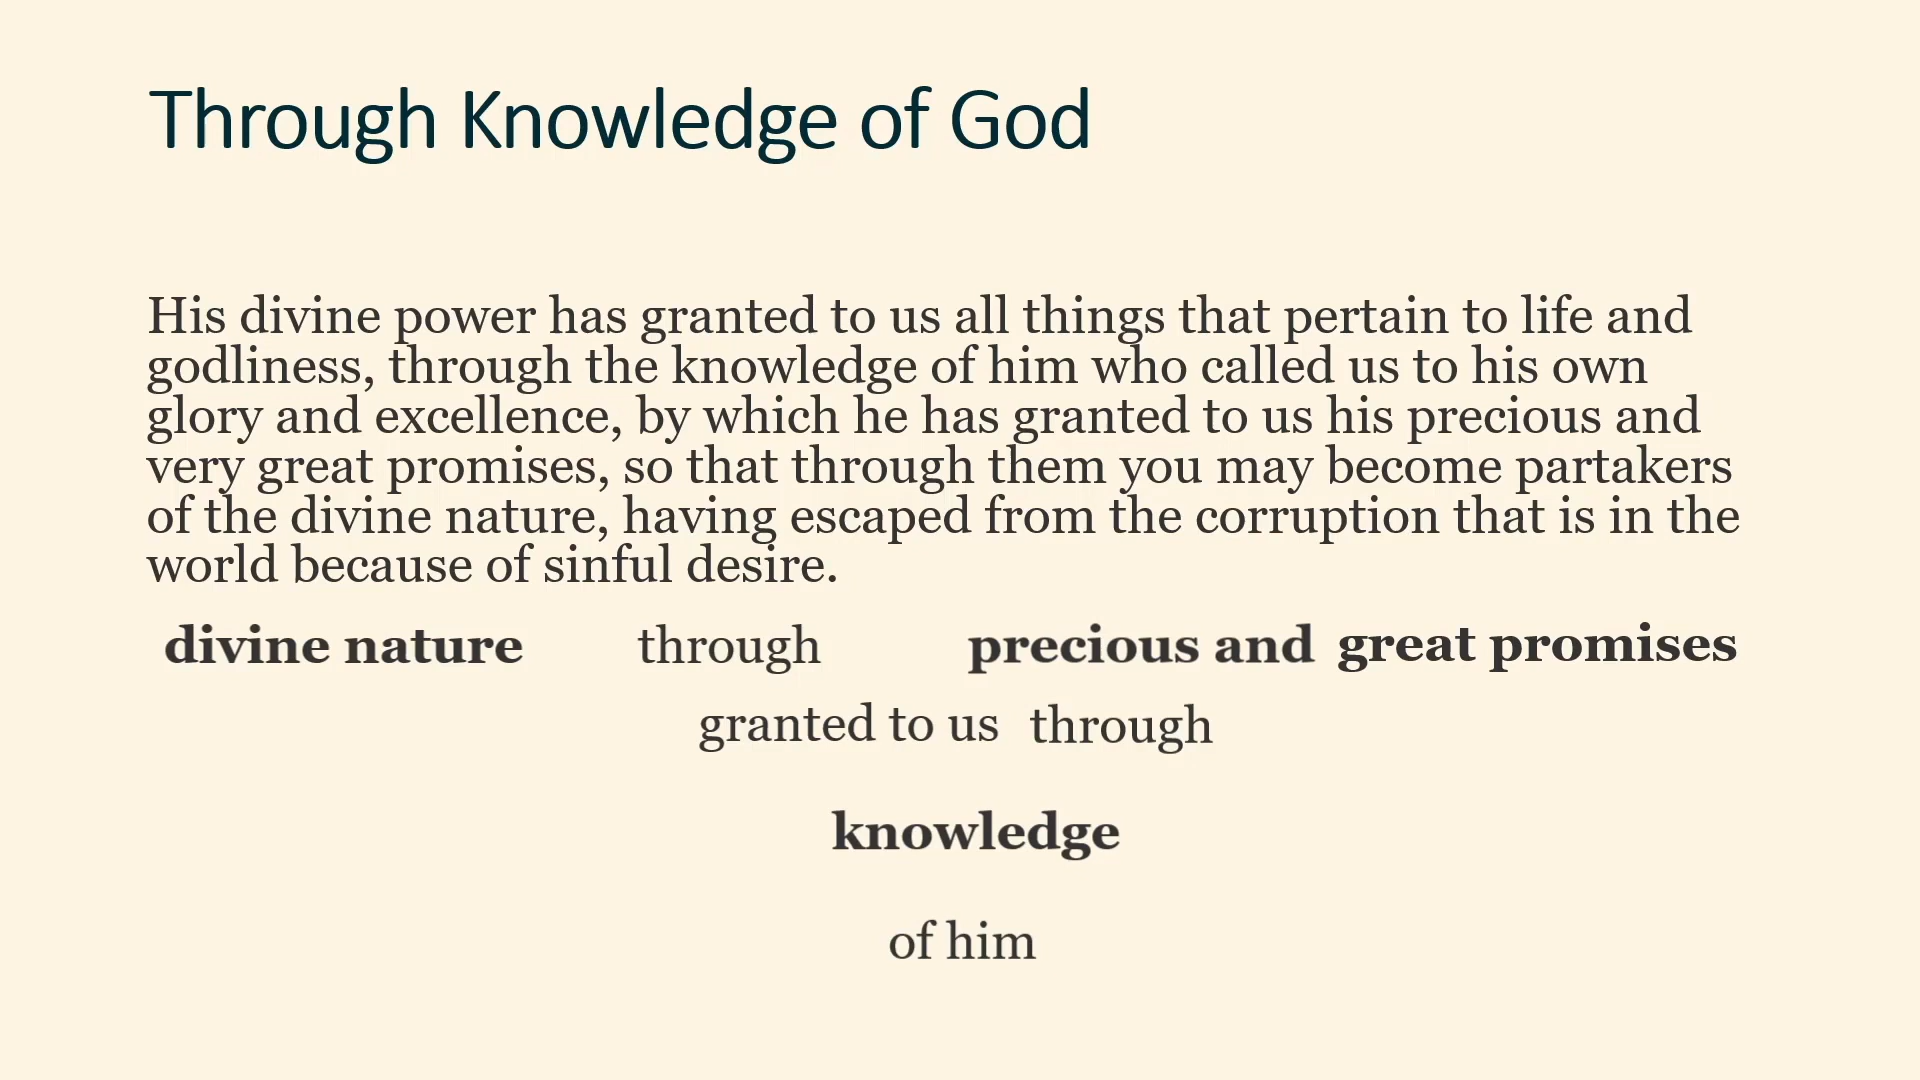 Through Knowledge of God
His divine power has granted to us all things that pertain to life and
godliness, through the knowledge of him who called us to his own
glory and excellence, by which he has granted to us his precious and
very great promises, so that through them you may become partakers
of the divine nature, having escaped from the corruption that is in the
world because of sinful desire.
divine nature through precious and great promises
granted to us through
knowledge
of him